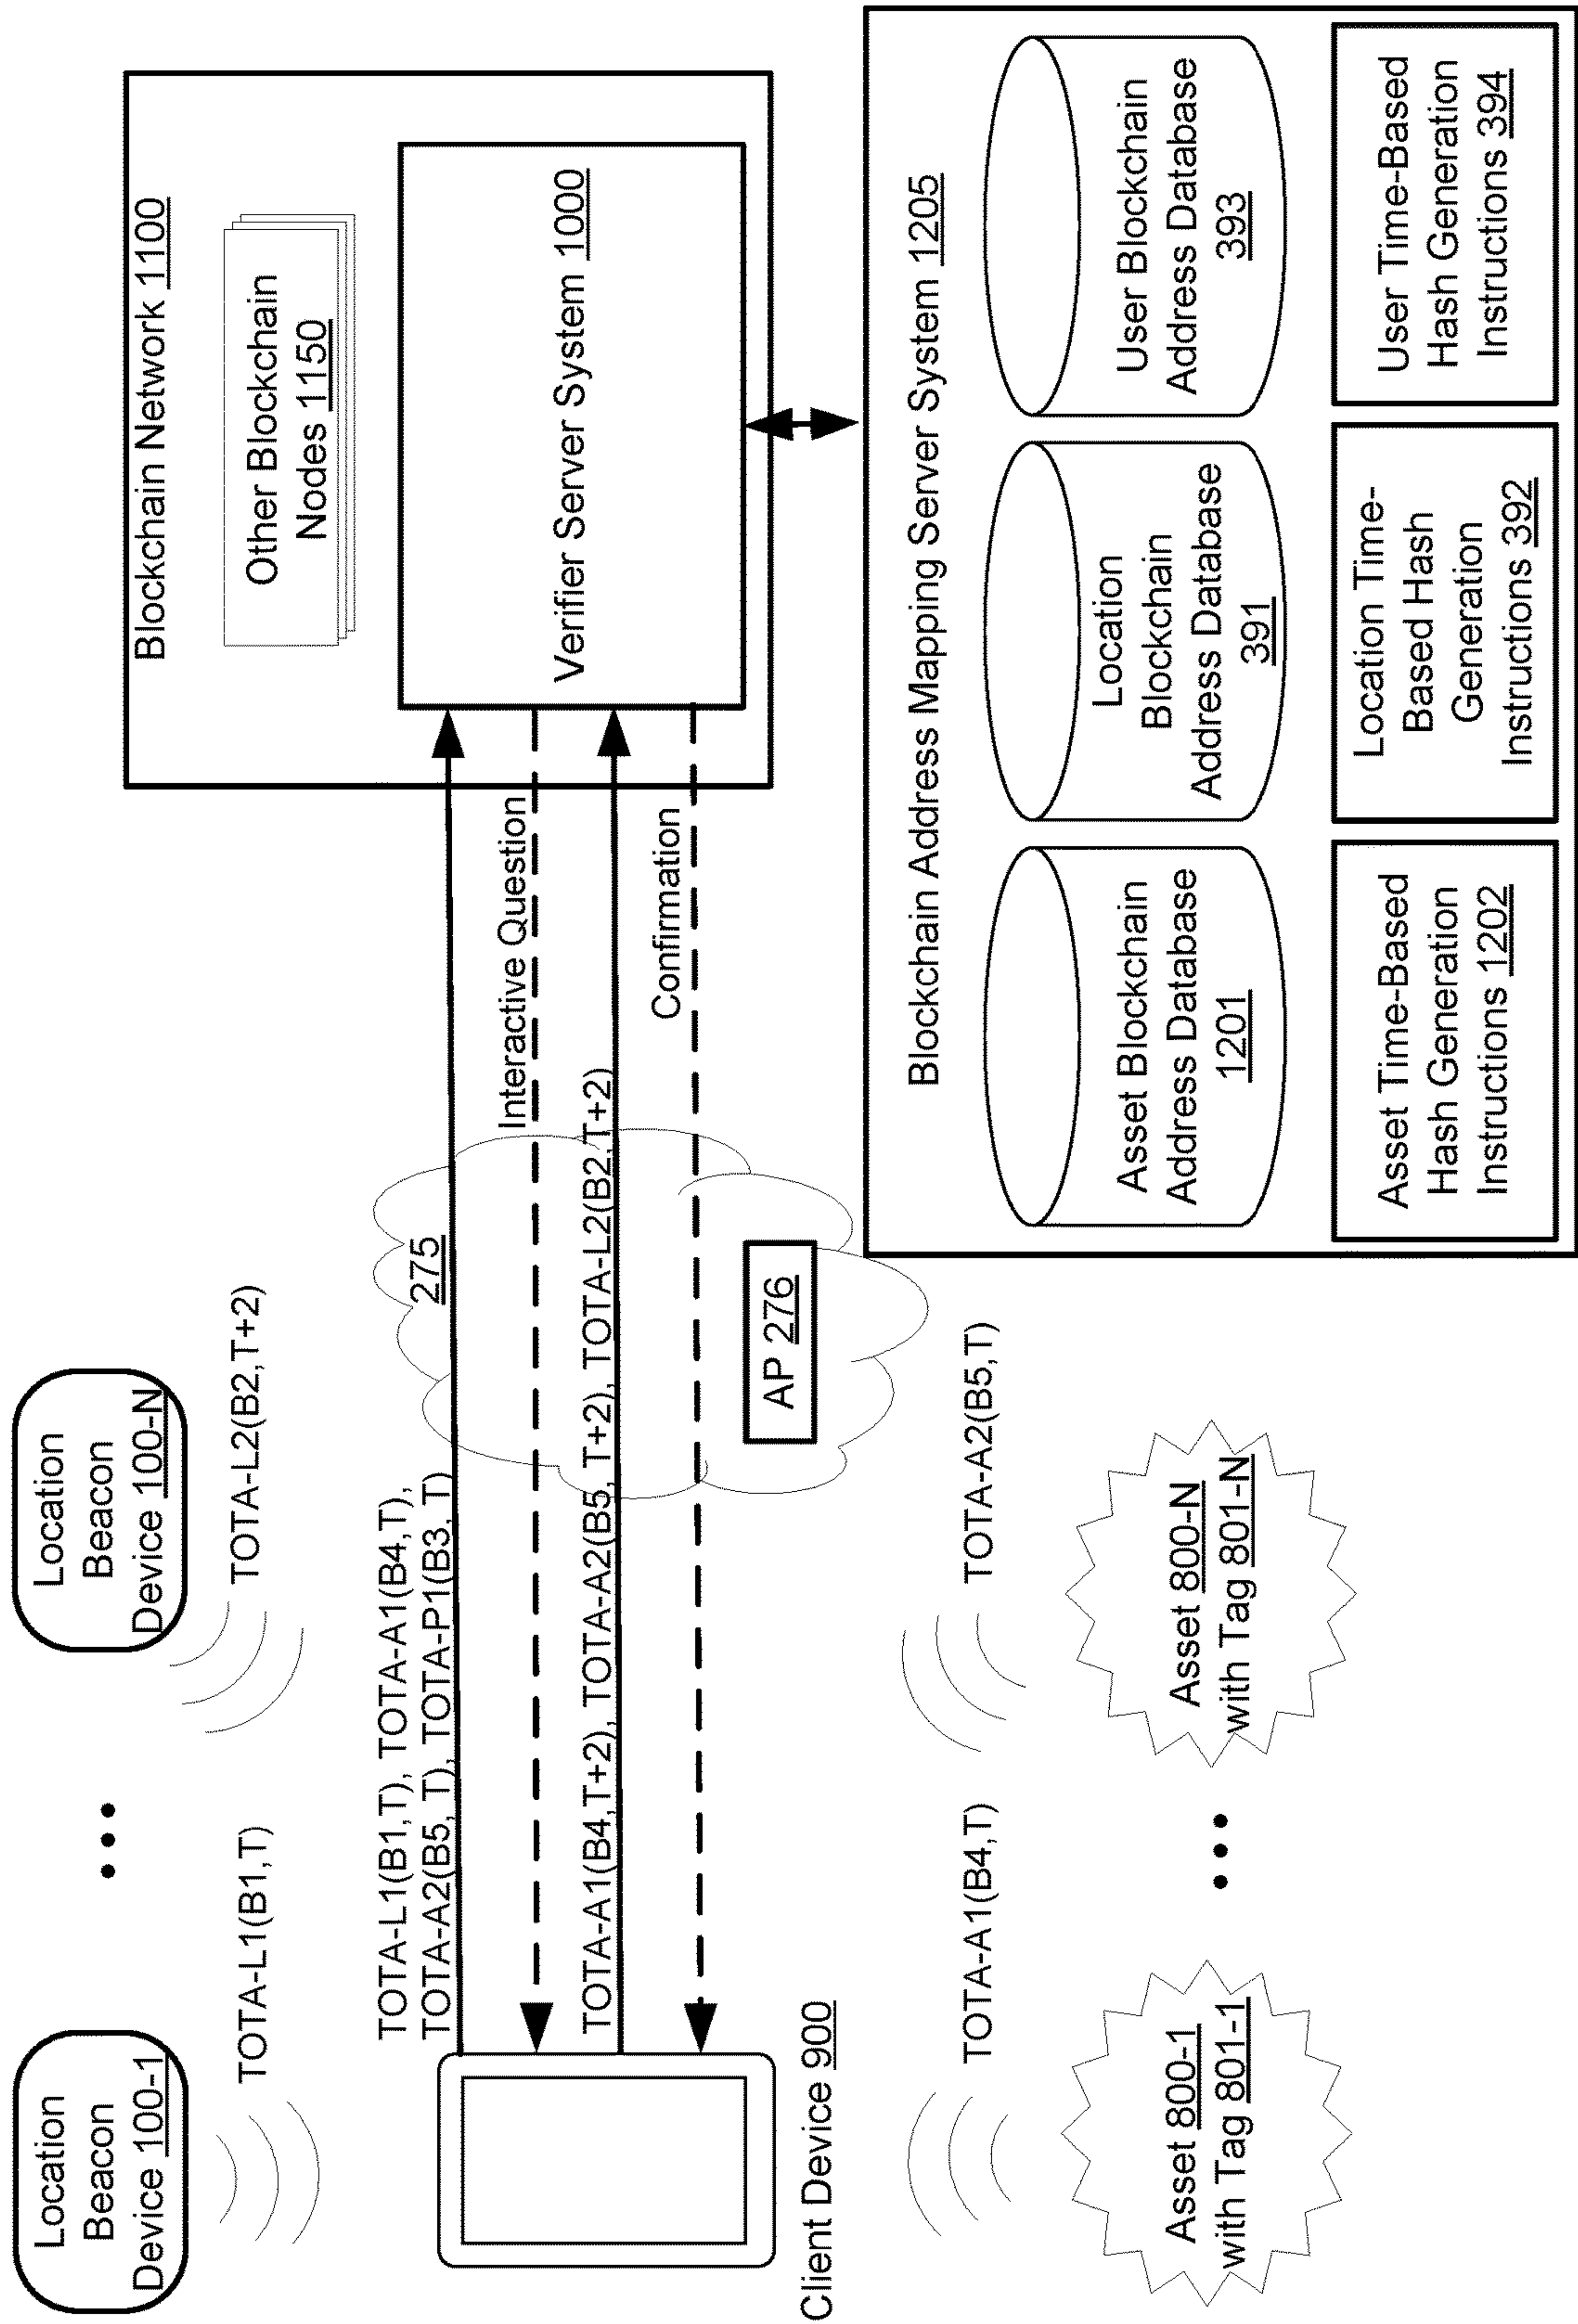 Location
Beacon
Device 100-1
TOTA-L1(B1,T)
Location
Beacon
Device 100-N
TOTA-L2(B2,T+2)
TOTA-L1(B1,T), TOTA-A1(B4,T),
TOTA-A2(B5, T), TOTA-P1(B3, T)
275
Interactive Question
TOTA-A1(B4,T+2), TOTA-A2(B5, T+2), TOTA-L2(B2,T+2)
Confirmation
AP 276
Client Device 900
TOTA-A1(B4,T)
Asset 800-1
with Tag 801-1
TOTA-A2(B5,T)
Asset 800-N
with Tag 801-N
Blockchain Network 1100
Other Blockchain
Nodes 1150
Verifier Server System 1000
Blockchain Address Mapping Server System 1205
Asset Blockchain
Address Database
1201
Location
Blockchain
Address Database
391
User Blockchain
Address Database
393
Asset Time-Based
Hash Generation
Instructions 1202
Location Time-
Based Hash
Generation
Instructions 392
User Time-Based
Hash Generation
Instructions 394